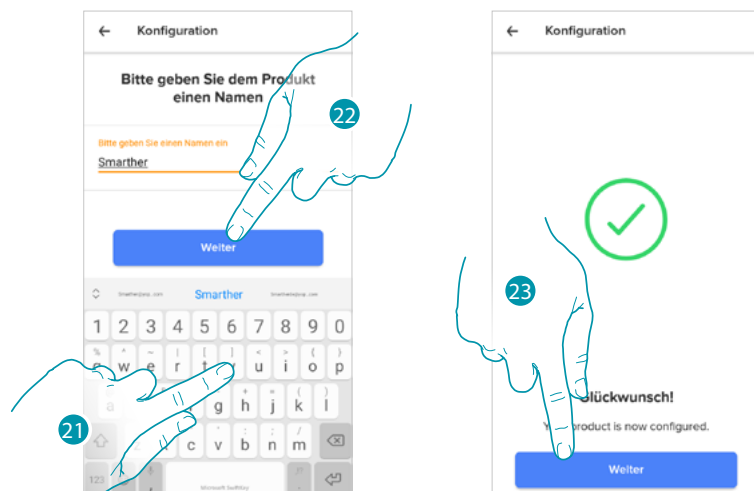 Konfiguration
Bitte geben Sie dem Produkt
einen Namen
Bitte geben Sie einen Namen ein
Smarther
22
Weiter
Smarther
1 2 3 4 5 6 7 8 9 0
w e r t u i o p
a g h j k l
21
c v b n m
123
Microsoft SwiftKey
Konfiguration
23
Glückwunsch!
product is now configured.
Weiter